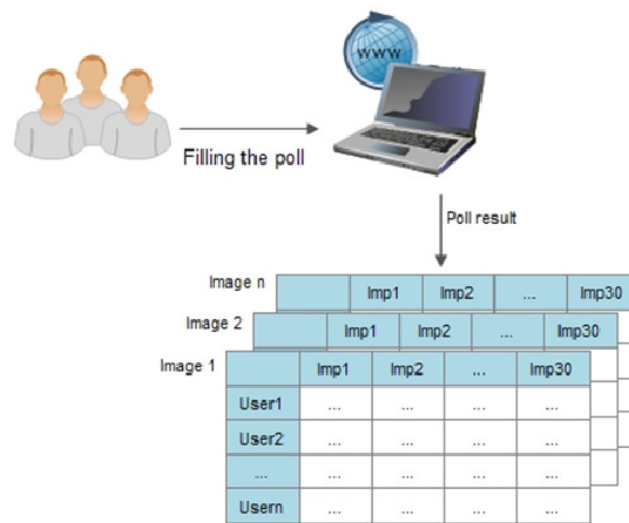 WWW
Filling the poll
Poll result
Image n Imp1 Imp2 ... Imp30
Image 2 Imp1 Imp2 ... Imp30
Image 1 Imp1 Imp2 ... Imp30
User1 ... ... ... ...
User2 ... ... ... ...
... ... ... ... ...
Usern ... ... ... ...